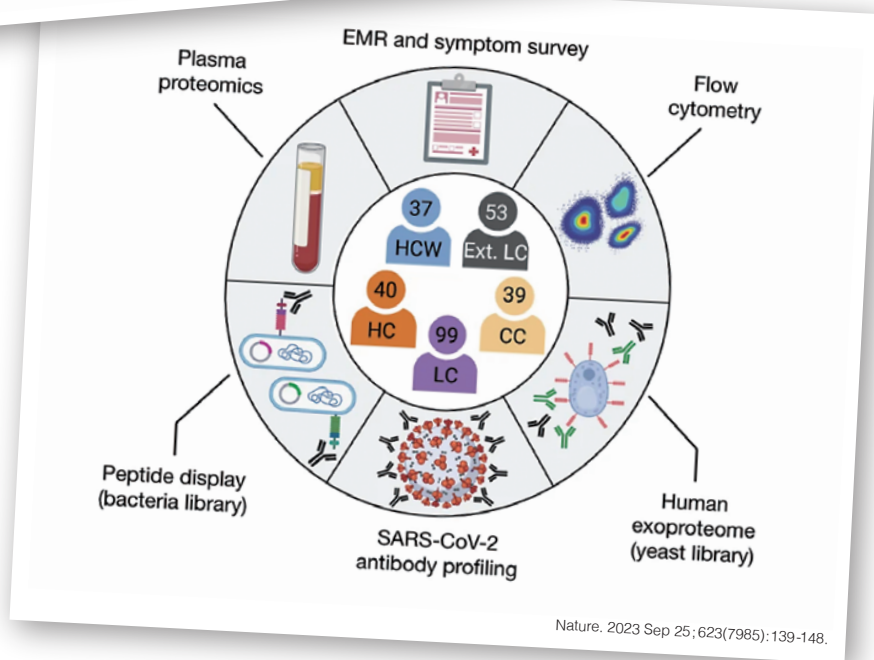 EMR and symptom survey
Plasma
proteomics
Flow
cytometry
37
HCW
53
Ext. LC
40
HC
39
CC
99
LC
Peptide display
(bacteria library)
SARS-CoV-2
antibody profiling
Human
exoproteome
(yeast library)
Nature. 2023 Sep 25;623(7985):139-148.